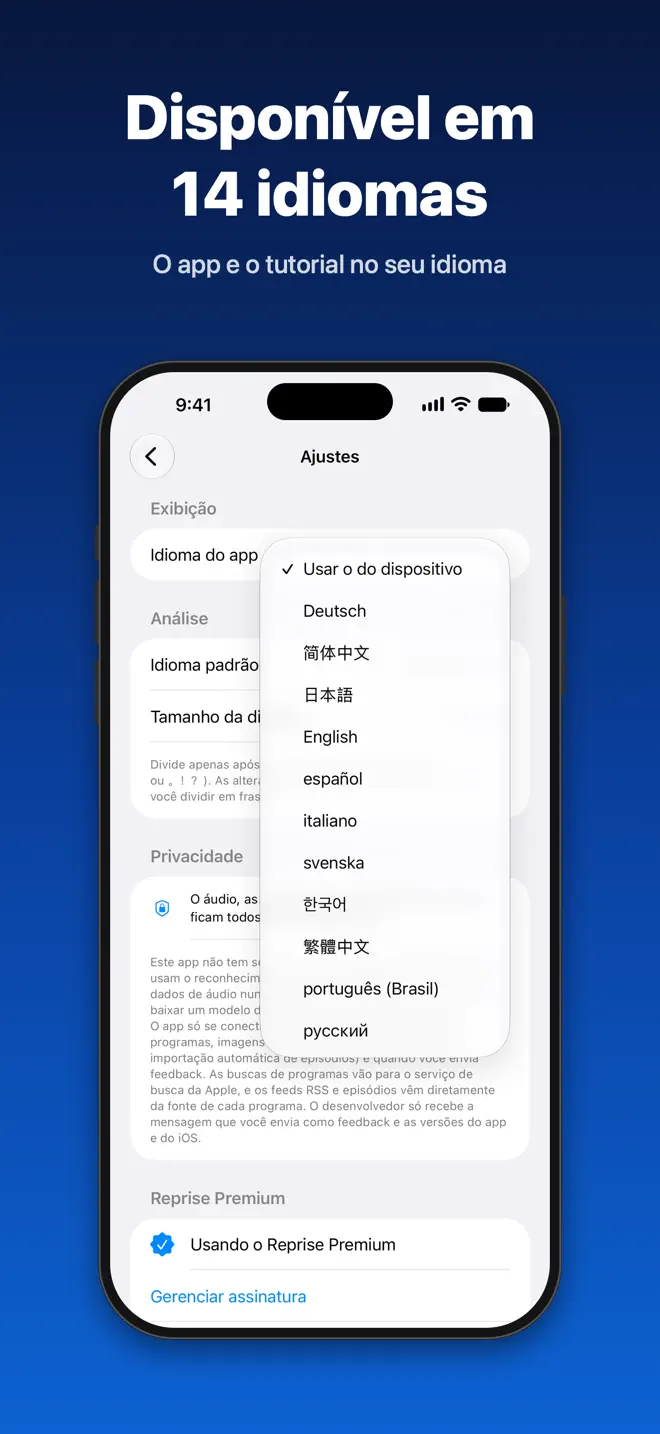 Disponível em
14 idiomas
O app e o tutorial no seu idioma
9:41
Ajustes
Exibição
Idioma do app
Usar o do dispositivo
Deutsch
简体中文
日本語
English
español
italiano
svenska
한국어
繁體中文
português (Brasil)
русский
Análise
Idioma padrão
Tamanho da di
Divide apenas após
ou 。！？). As altera
você dividir em fras
Privacidade
O áudio, as
ficam todos
Este app não tem se
usam o reconhecim
dados de áudio nun
baixar um modelo d
O app só se conect
programas, imagens
importação automática de episódios) e quando você envia
feedback. As buscas de programas vão para o serviço de
busca da Apple, e os feeds RSS e episódios vêm diretamente
da fonte de cada programa. O desenvolvedor só recebe a
mensagem que você envia como feedback e as versões do app
e do iOS.
Reprise Premium
Usando o Reprise Premium
Gerenciar assinatura